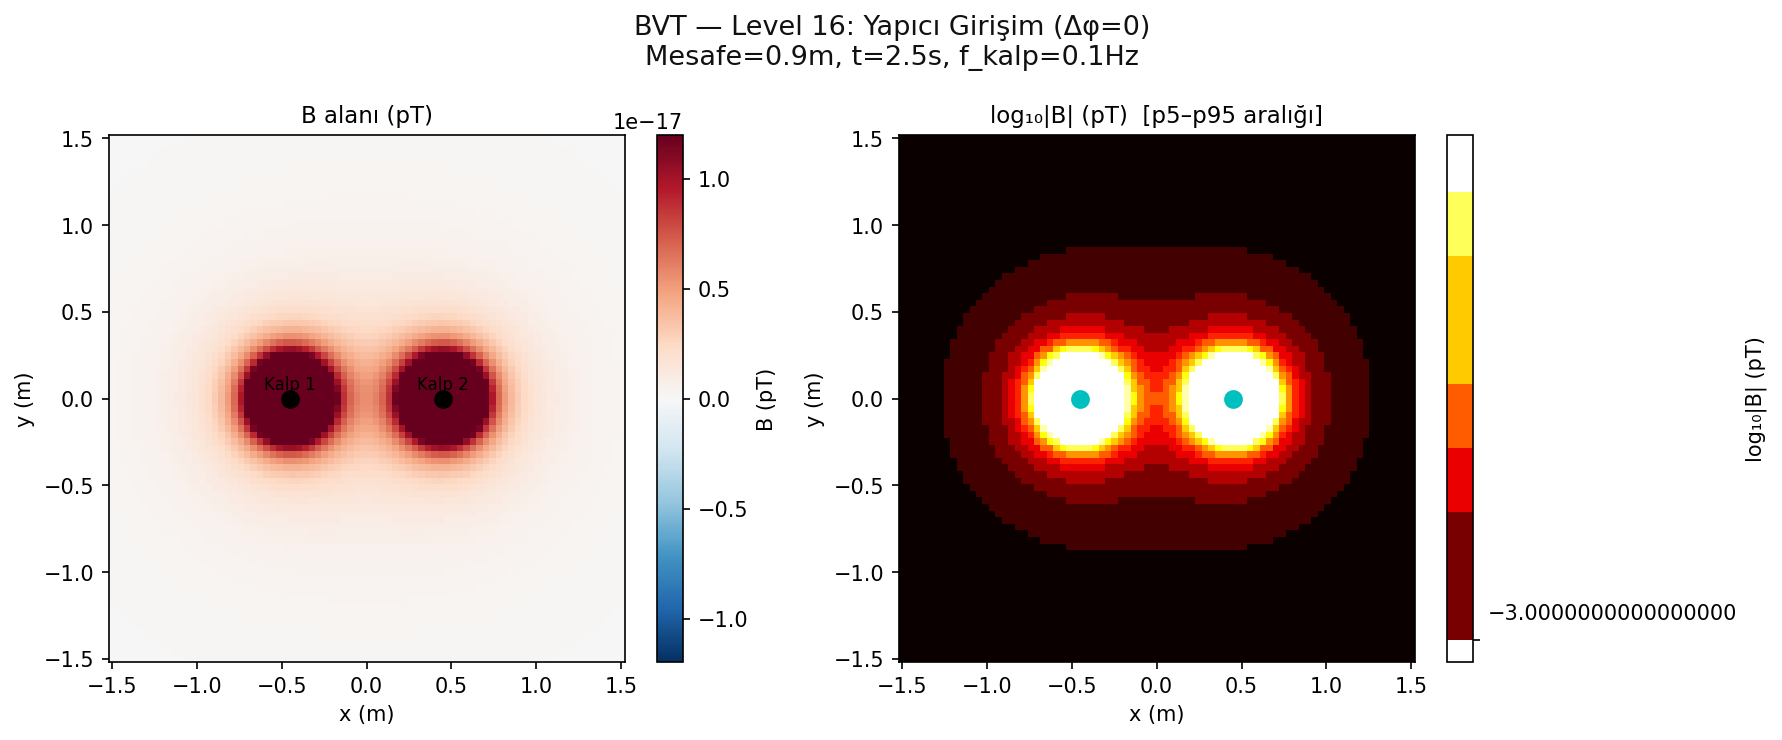 BVT — Level 16: Yapıcı Girişim (Δφ=0)
Mesafe=0.9m, t=2.5s, f_kalp=0.1Hz
B alanı (pT)
1e−17
1.5
1.0
0.5
0.0
−0.5
−1.0
−1.5
y (m)
Kalp 1
Kalp 2
−1.5
−1.0
−0.5
0.0
0.5
1.0
1.5
x (m)
1.0
0.5
0.0
−0.5
−1.0
B (pT)
log₁₀|B| (pT)  [p5–p95 aralığı]
1.5
1.0
0.5
0.0
−0.5
−1.0
−1.5
y (m)
−1.5
−1.0
−0.5
0.0
0.5
1.0
1.5
x (m)
−3.0000000000000000
log₁₀|B| (pT)